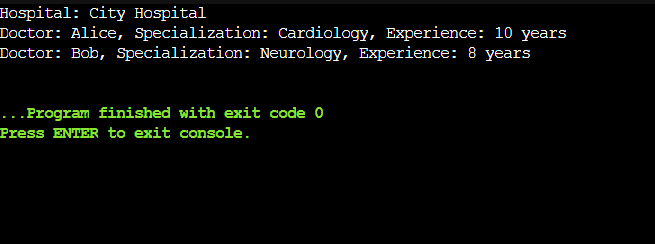 Hospital: City Hospital
Doctor: Alice, Specialization: Cardiology, Experience: 10 years
Doctor: Bob, Specialization: Neurology, Experience: 8 years
...Program finished with exit code 0
Press ENTER to exit console.